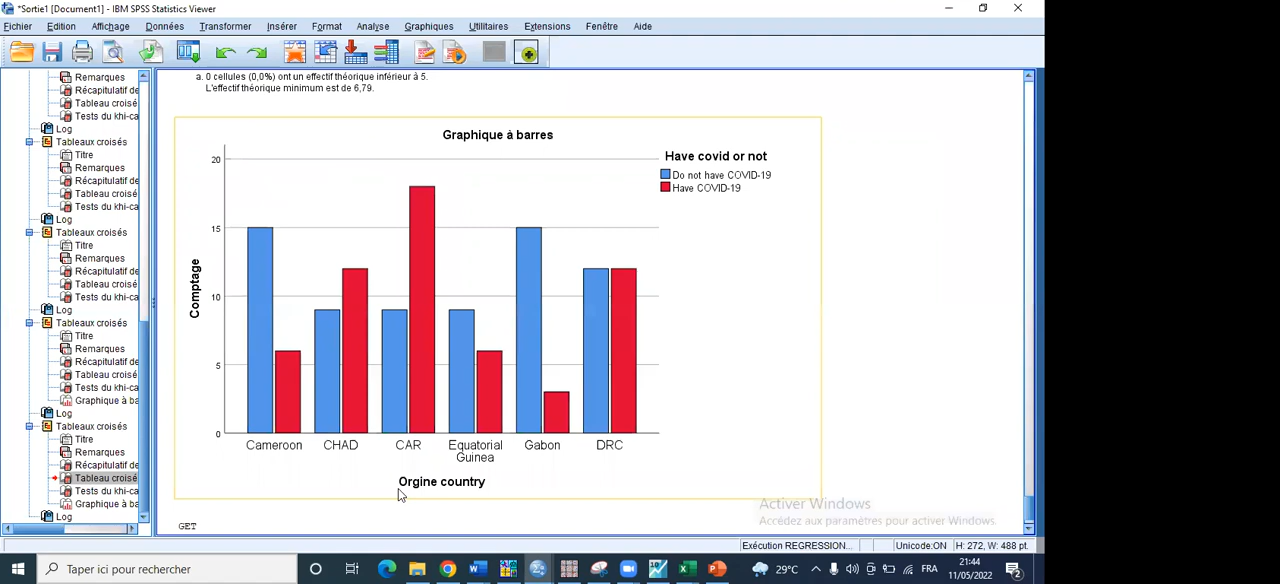 *Sortie1 [Document1] - IBM SPSS Statistics Viewer
Fichier Edition Affichage Données Transformer Insérer Format Analyse Graphiques Utilitaires Extensions Fenêtre Aide
Remarques
Récapitulatif de
Tableau croisé
Tests du khi-ca
Log
Tableaux croisés
Titre
Remarques
Récapitulatif de
Tableau croisé
Tests du khi-ca
Log
Tableaux croisés
Titre
Remarques
Récapitulatif de
Tableau croisé
Tests du khi-ca
Log
Tableaux croisés
Titre
Remarques
Récapitulatif de
Tableau croisé
Tests du khi-ca
Graphique à ba
Log
Tableaux croisés
Titre
Remarques
Récapitulatif de
Tableau croisé
Tests du khi-ca
Graphique à ba
Log
a. 0 cellules (0,0%) ont un effectif théorique inférieur à 5.
L'effectif théorique minimum est de 6,79.
Graphique à barres
Have covid or not
Do not have COVID-19
Have COVID-19
Comptage
20
15
10
5
0
Cameroon CHAD CAR Equatorial Guinea Gabon DRC
Orgine country
GET
Activer Windows
Accédez aux paramètres pour activer Windows.
Exécution REGRESSION... Unicode:ON H: 272, W: 488 pt.
Taper ici pour rechercher
29°C FRA
21:44
11/05/2022
2